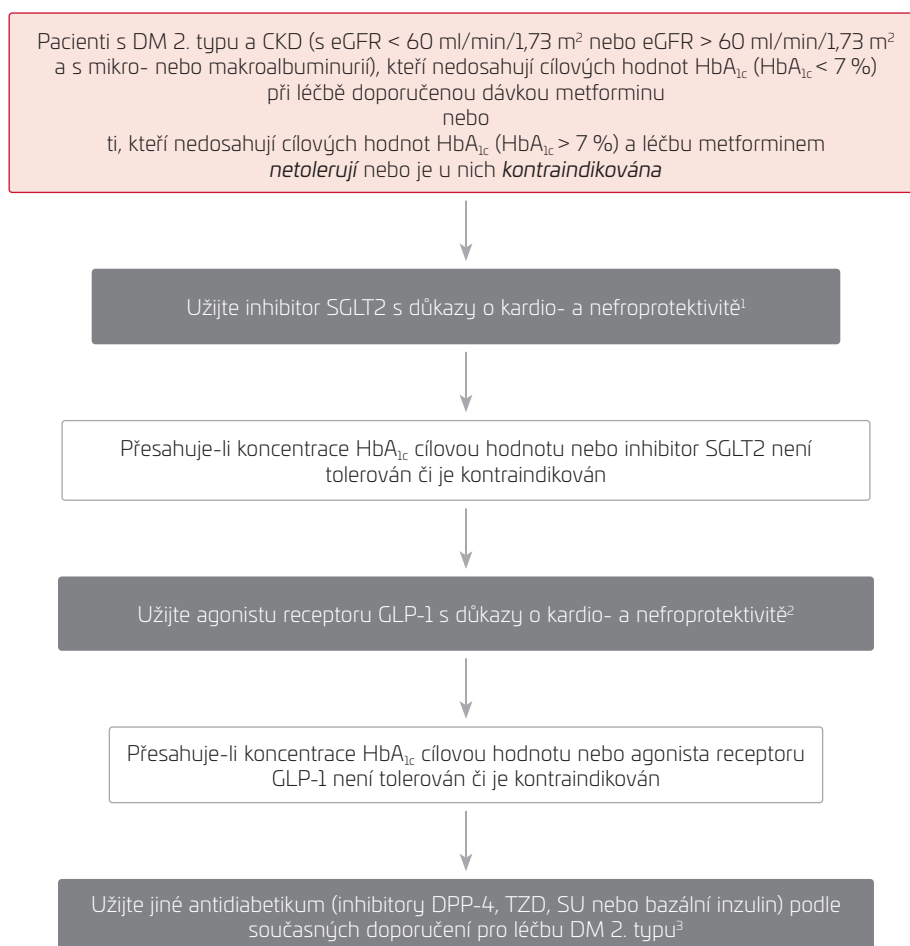 Pacienti s DM 2. typu a CKD (s eGFR < 60 ml/min/1,73 m² nebo eGFR > 60 ml/min/1,73 m²
a s mikro- nebo makroalbuminurií), kteří nedosahují cílových hodnot HbA₁c (HbA₁c < 7 %)
při léčbě doporučenou dávkou metforminu
nebo
ti, kteří nedosahují cílových hodnot HbA₁c (HbA₁c > 7 %) a léčbu metforminem
netolerují nebo je u nich kontraindikována
Užijte inhibitor SGLT2 s důkazy o kardio- a nefroprotektivitě¹
Přesahuje-li koncentrace HbA₁c cílovou hodnotu nebo inhibitor SGLT2 není
tolerován či je kontraindikován
Užijte agonistu receptoru GLP-1 s důkazy o kardio- a nefroprotektivitě²
Přesahuje-li koncentrace HbA₁c cílovou hodnotu nebo agonista receptoru
GLP-1 není tolerován či je kontraindikován
Užijte jiné antidiabetikum (inhibitory DPP-4, TZD, SU nebo bazální inzulin) podle
současných doporučení pro léčbu DM 2. typu³